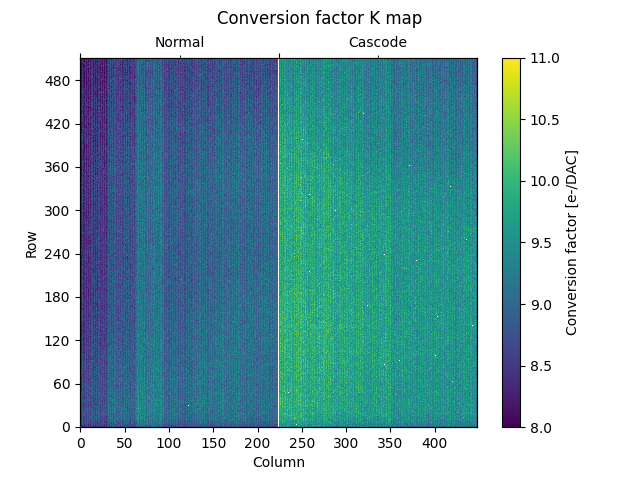 Conversion factor K map
Normal Cascode
480
420
360
300
240
180
120
60
0
Row
0 50 100 150 200 250 300 350 400
Column
11.0
10.5
10.0
9.5
9.0
8.5
8.0
Conversion factor [e-/DAC]